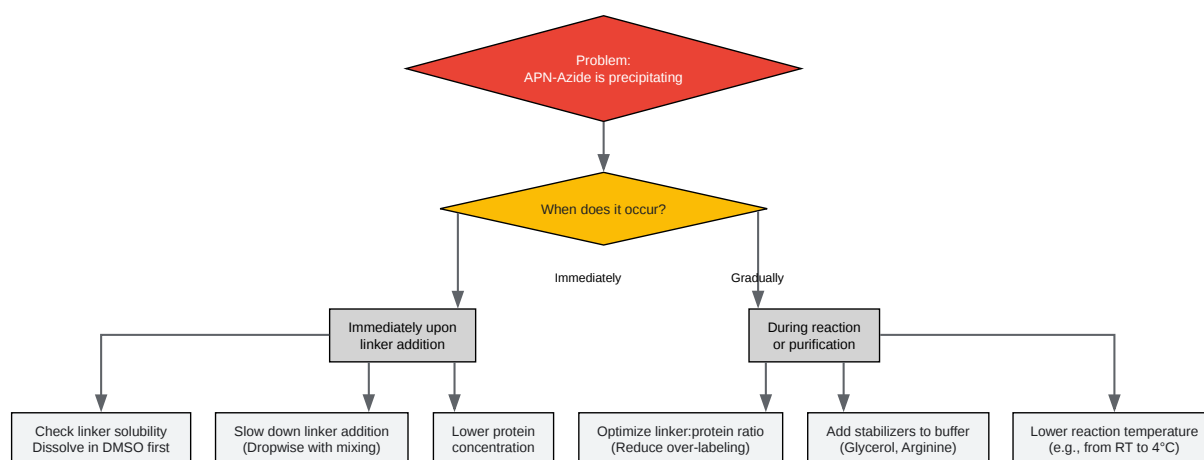 Problem:
APN-Azide is precipitating
When does it occur?
Immediately
Gradually
Immediately upon
linker addition
During reaction
or purification
Check linker solubility
Dissolve in DMSO first
Slow down linker addition
(Dropwise with mixing)
Lower protein
concentration
Optimize linker:protein ratio
(Reduce over-labeling)
Add stabilizers to buffer
(Glycerol, Arginine)
Lower reaction temperature
(e.g., from RT to 4°C)